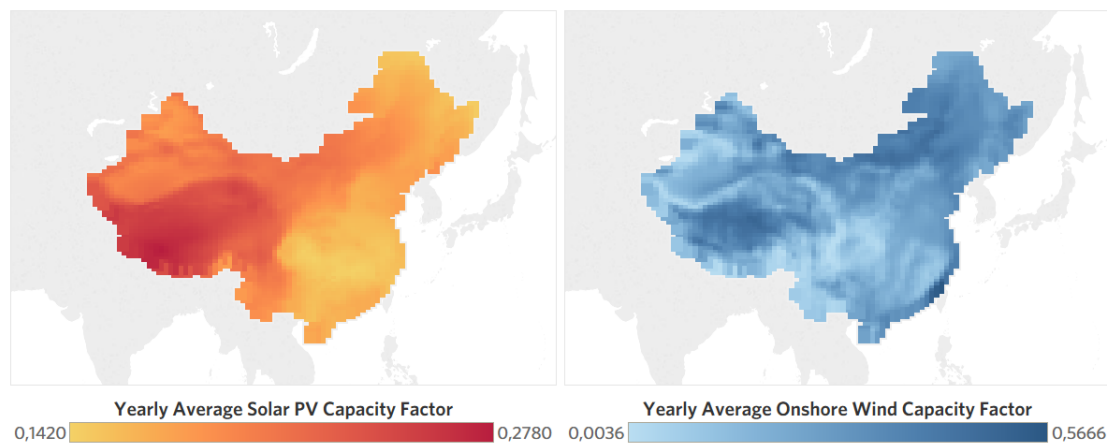 Yearly Average Solar PV Capacity Factor
0,1420 0,2780
Yearly Average Onshore Wind Capacity Factor
0,0036 0,5666